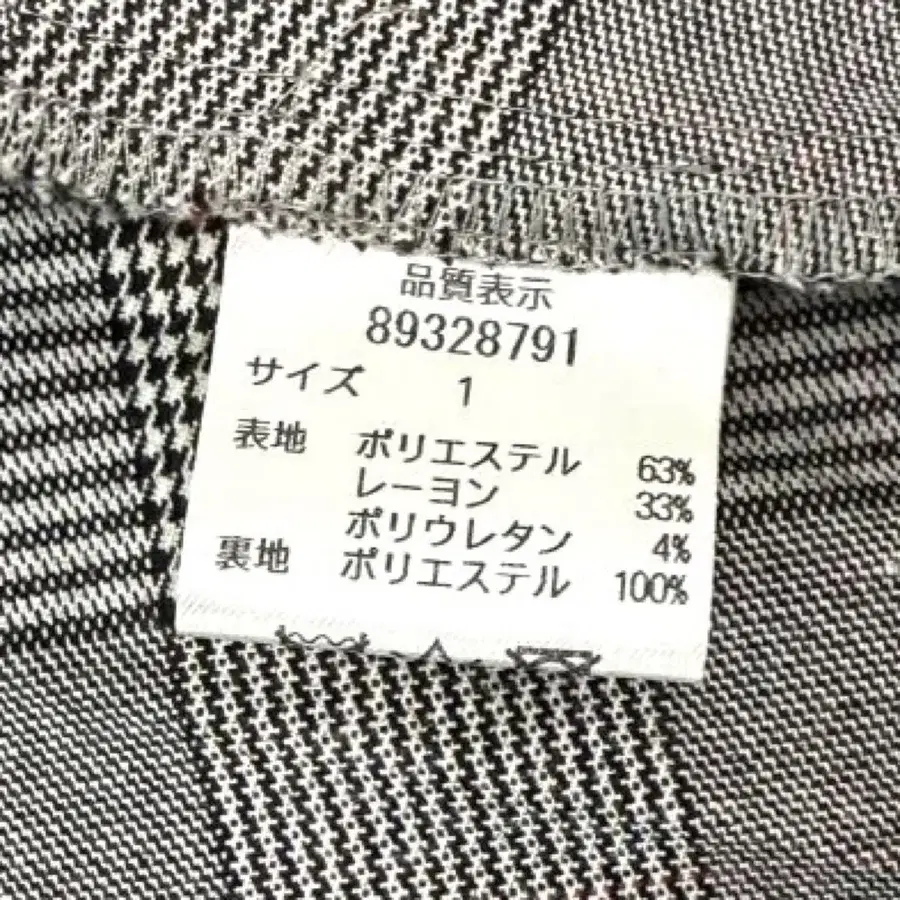 品質表示
89328791
サイズ 1
表地 ポリエステル 63%
レーヨン 33%
ポリウレタン 4%
裏地 ポリエステル 100%